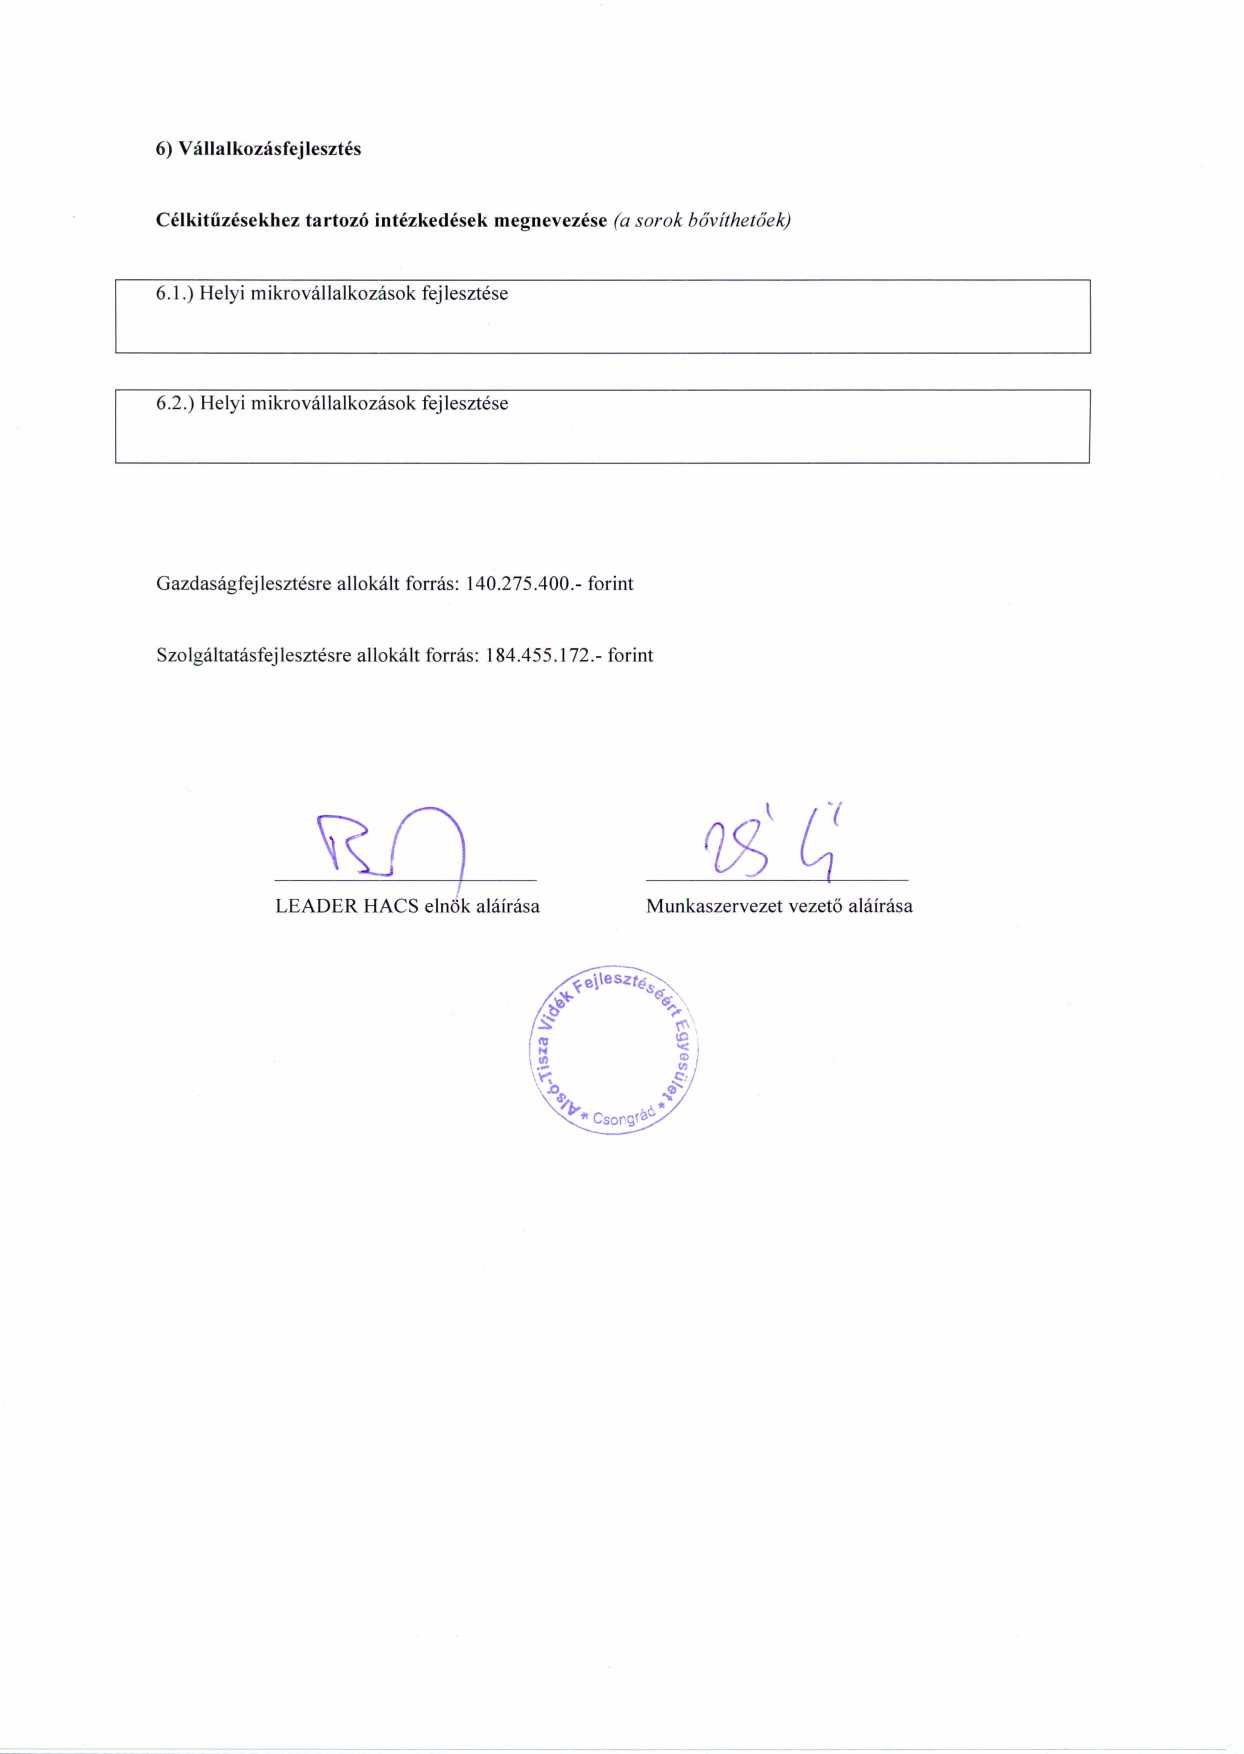 6) Vállalkozásfejlesztés
Célkitűzésekhez tartozó intézkedések megnevezése (a sorok bővíthetőek)
6.1.) Helyi mikrovállalkozások fejlesztése
6.2.) Helyi mikrovállalkozások fejlesztése
Gazdaságfejlesztésre allokált forrás: 140.275.400.- forint
Szolgáltatásfejlesztésre allokált forrás: 184.455.172.- forint
LEADER HACS elnök aláírása Munkaszervezet vezető aláírása
Alsó-Tisza Vidék Fejlesztéséért Egyesület
* Csongrád *